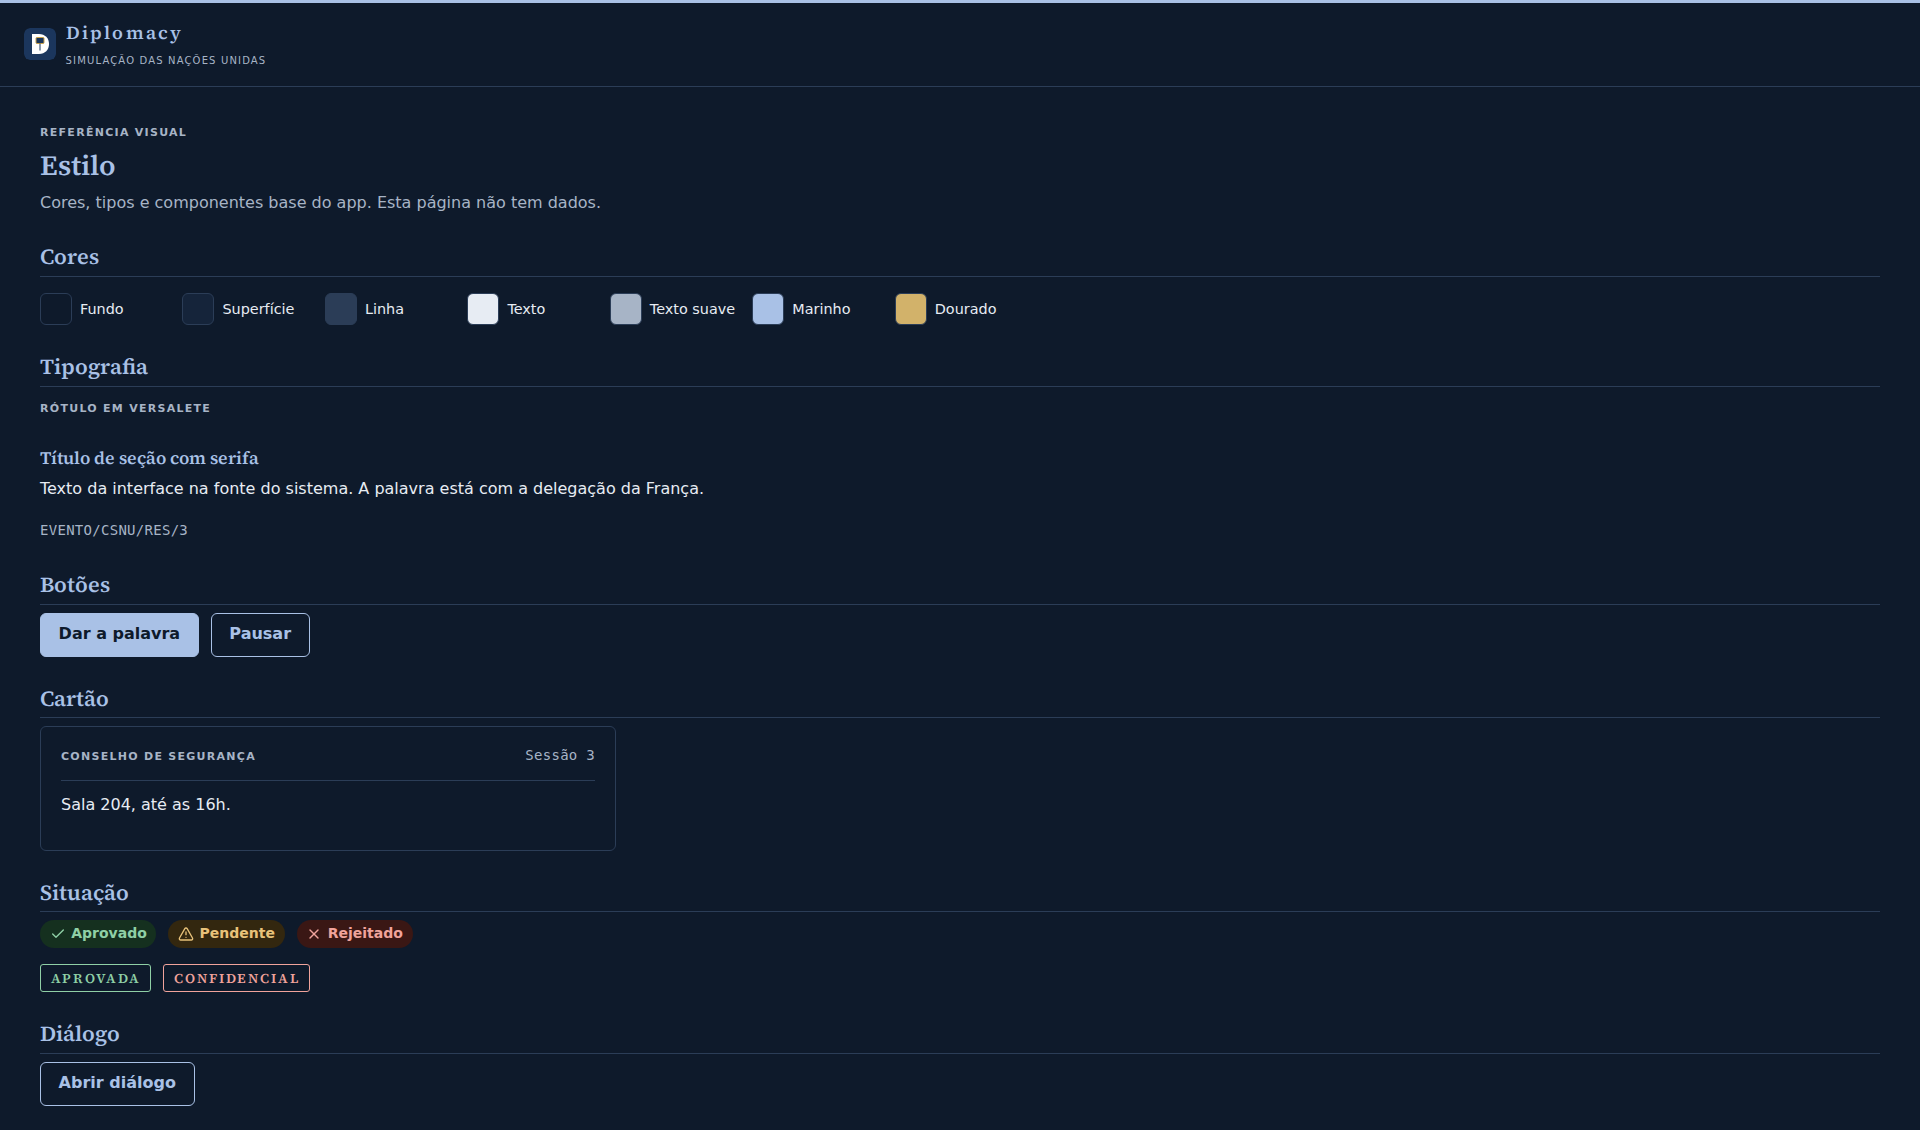 Diplomacy
SIMULAÇÃO DAS NAÇÕES UNIDAS
REFERÊNCIA VISUAL
Estilo
Cores, tipos e componentes base do app. Esta página não tem dados.
Cores
Fundo Superfície Linha Texto Texto suave Marinho Dourado
Tipografia
RÓTULO EM VERSALETE
Título de seção com serifa
Texto da interface na fonte do sistema. A palavra está com a delegação da França.
EVENTO/CSNU/RES/3
Botões
Dar a palavra Pausar
Cartão
CONSELHO DE SEGURANÇA Sessão 3
Sala 204, até as 16h.
Situação
Aprovado Pendente Rejeitado
APROVADA CONFIDENCIAL
Diálogo
Abrir diálogo